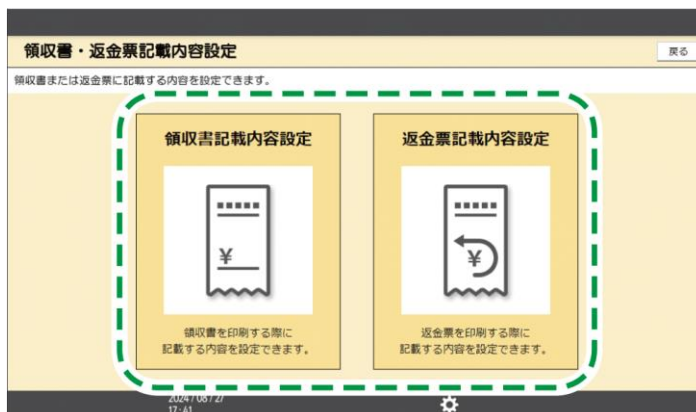 領収書・返金票記載内容設定
戻る
領収書または返金票に記載する内容を設定できます。
領収書記載内容設定
返金票記載内容設定
¥
¥
領収書を印刷する際に
記載する内容を設定できます。
返金票を印刷する際に
記載する内容を設定できます。
2024/08/27
17:41